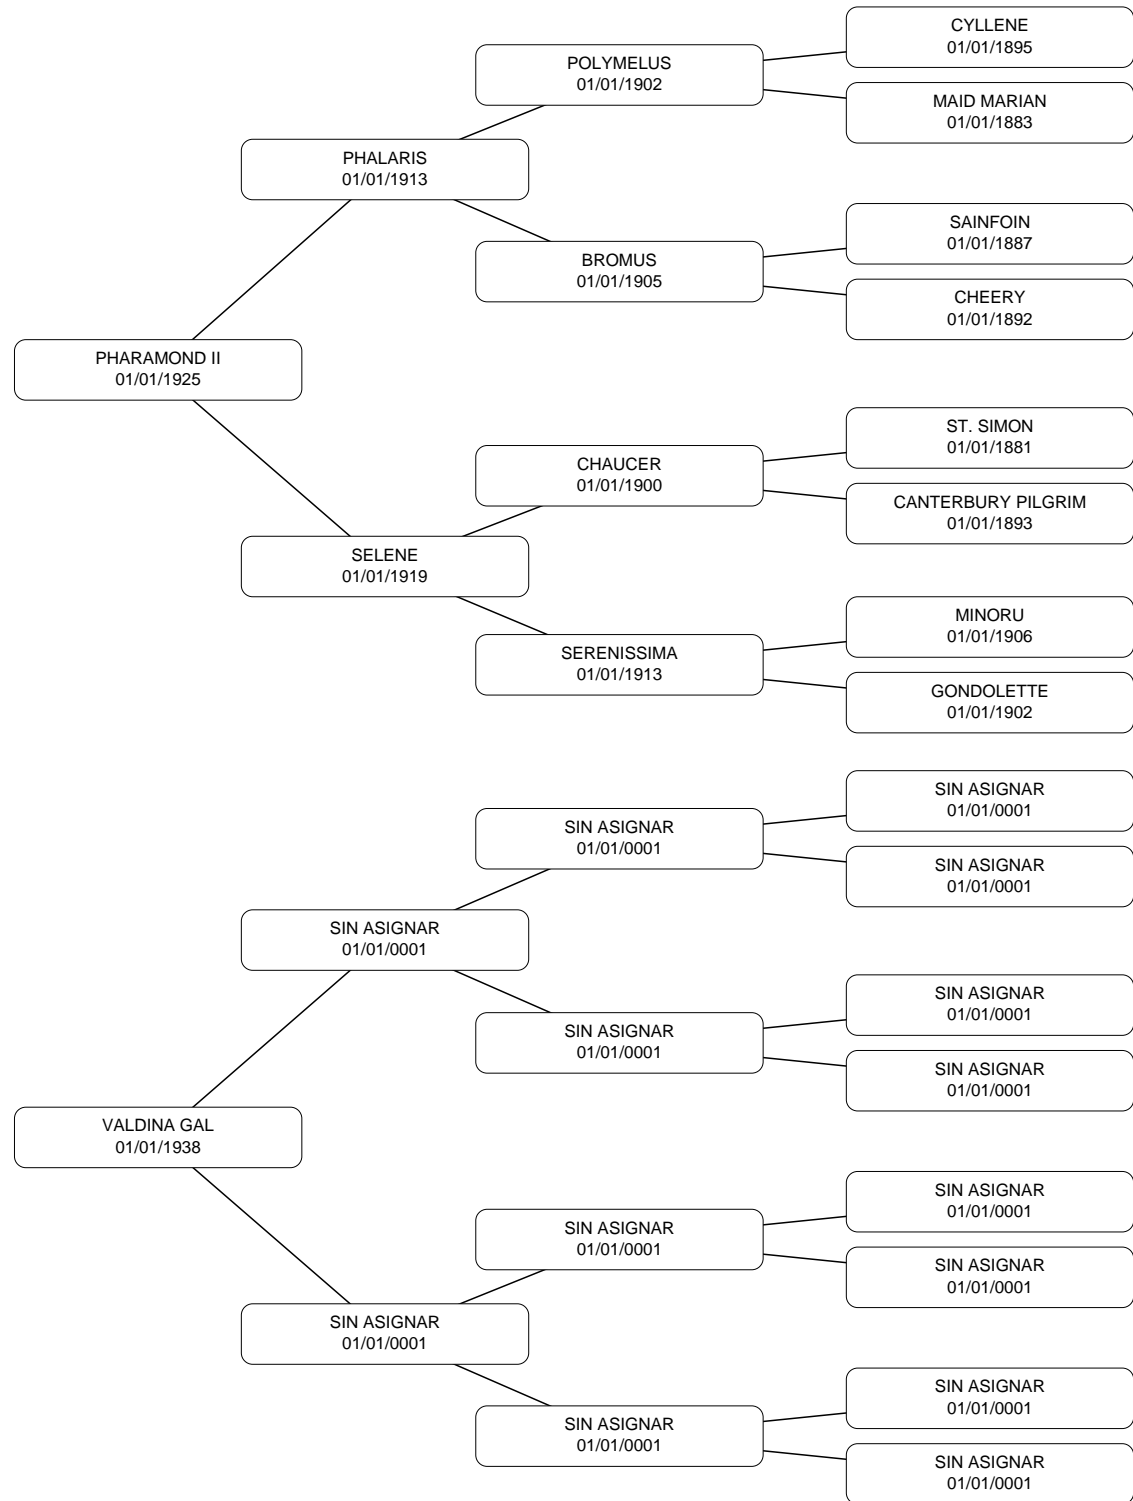 CYLLENE
01/01/1895
POLYMELUS
01/01/1902
MAID MARIAN
01/01/1883
PHALARIS
01/01/1913
SAINFOIN
01/01/1887
BROMUS
01/01/1905
CHEERY
01/01/1892
PHARAMOND II
01/01/1925
ST. SIMON
01/01/1881
CHAUCER
01/01/1900
CANTERBURY PILGRIM
01/01/1893
SELENE
01/01/1919
MINORU
01/01/1906
SERENISSIMA
01/01/1913
GONDOLETTE
01/01/1902
SIN ASIGNAR
01/01/0001
SIN ASIGNAR
01/01/0001
SIN ASIGNAR
01/01/0001
SIN ASIGNAR
01/01/0001
SIN ASIGNAR
01/01/0001
SIN ASIGNAR
01/01/0001
SIN ASIGNAR
01/01/0001
VALDINA GAL
01/01/1938
SIN ASIGNAR
01/01/0001
SIN ASIGNAR
01/01/0001
SIN ASIGNAR
01/01/0001
SIN ASIGNAR
01/01/0001
SIN ASIGNAR
01/01/0001
SIN ASIGNAR
01/01/0001
SIN ASIGNAR
01/01/0001